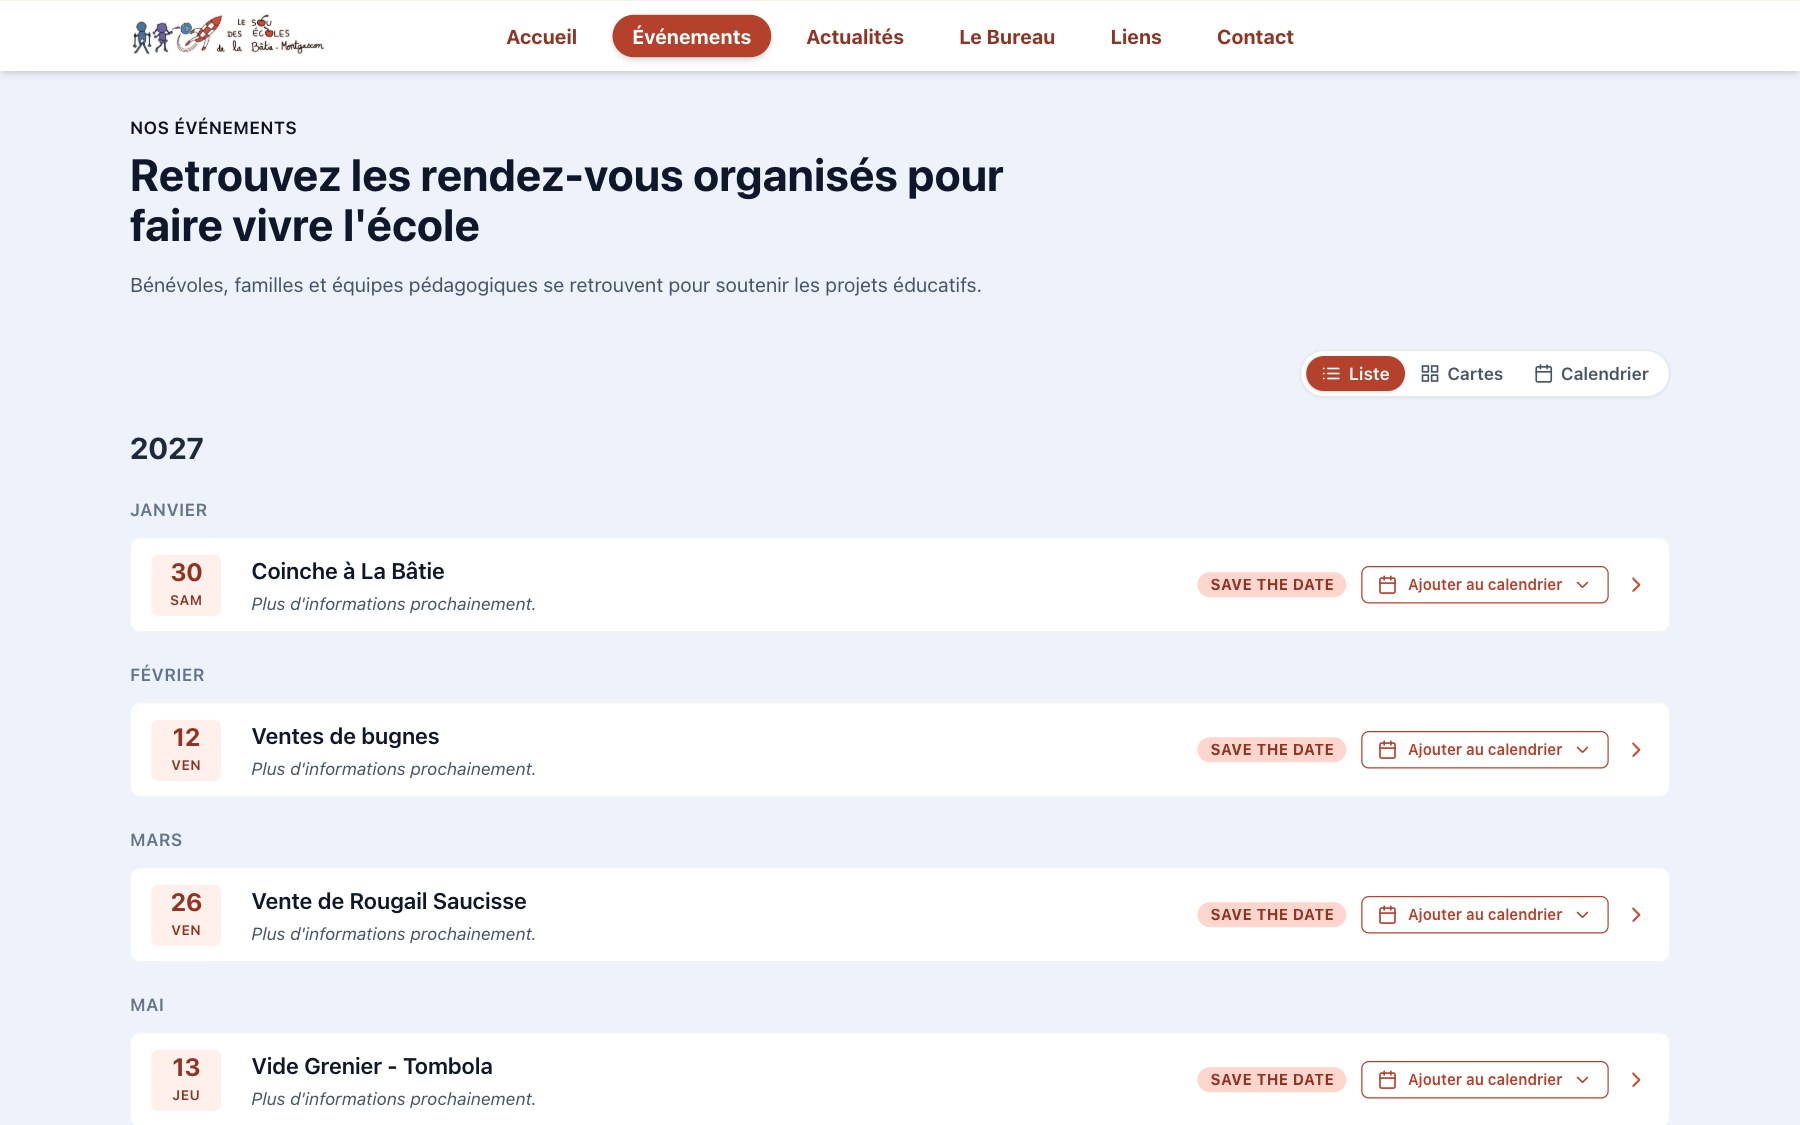 LE SOU
DES ÉCOLES
de la Bâtie-Montgascon
Accueil
Événements
Actualités
Le Bureau
Liens
Contact
NOS ÉVÉNEMENTS
Retrouvez les rendez-vous organisés pour
faire vivre l'école
Bénévoles, familles et équipes pédagogiques se retrouvent pour soutenir les projets éducatifs.
Liste
Cartes
Calendrier
2027
JANVIER
30
SAM
Coinche à La Bâtie
Plus d'informations prochainement.
SAVE THE DATE
Ajouter au calendrier
FÉVRIER
12
VEN
Ventes de bugnes
Plus d'informations prochainement.
SAVE THE DATE
Ajouter au calendrier
MARS
26
VEN
Vente de Rougail Saucisse
Plus d'informations prochainement.
SAVE THE DATE
Ajouter au calendrier
MAI
13
JEU
Vide Grenier - Tombola
Plus d'informations prochainement.
SAVE THE DATE
Ajouter au calendrier